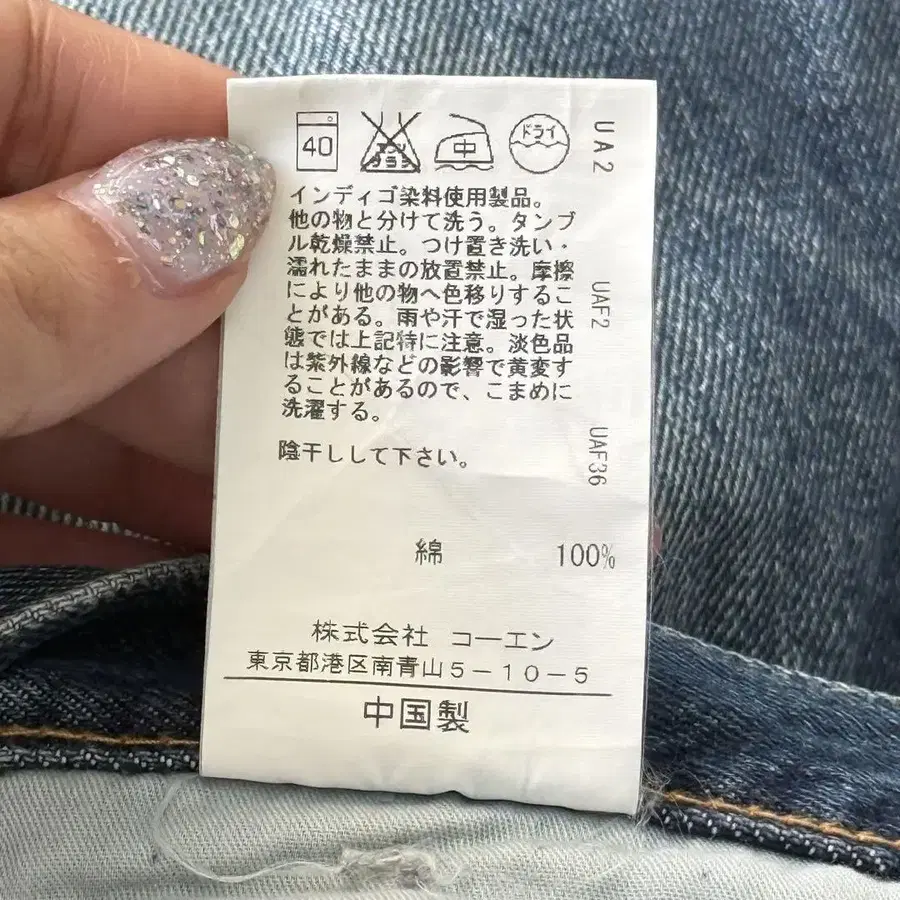 40 中 ドライ
インディゴ染料使用製品。
他の物と分けて洗う。タンブ
ル乾燥禁止。つけ置き洗い・
濡れたままの放置禁止。摩擦
により他の物へ色移りするこ
とがある。雨や汗で湿った状
態では上記特に注意。淡色品
は紫外線などの影響で黄変す
ることがあるので、こまめに
洗濯する。
陰干しして下さい。
綿 100%
株式会社 コーエン
東京都港区南青山5-10-5
中国製
UA2
UAF2
UAF36